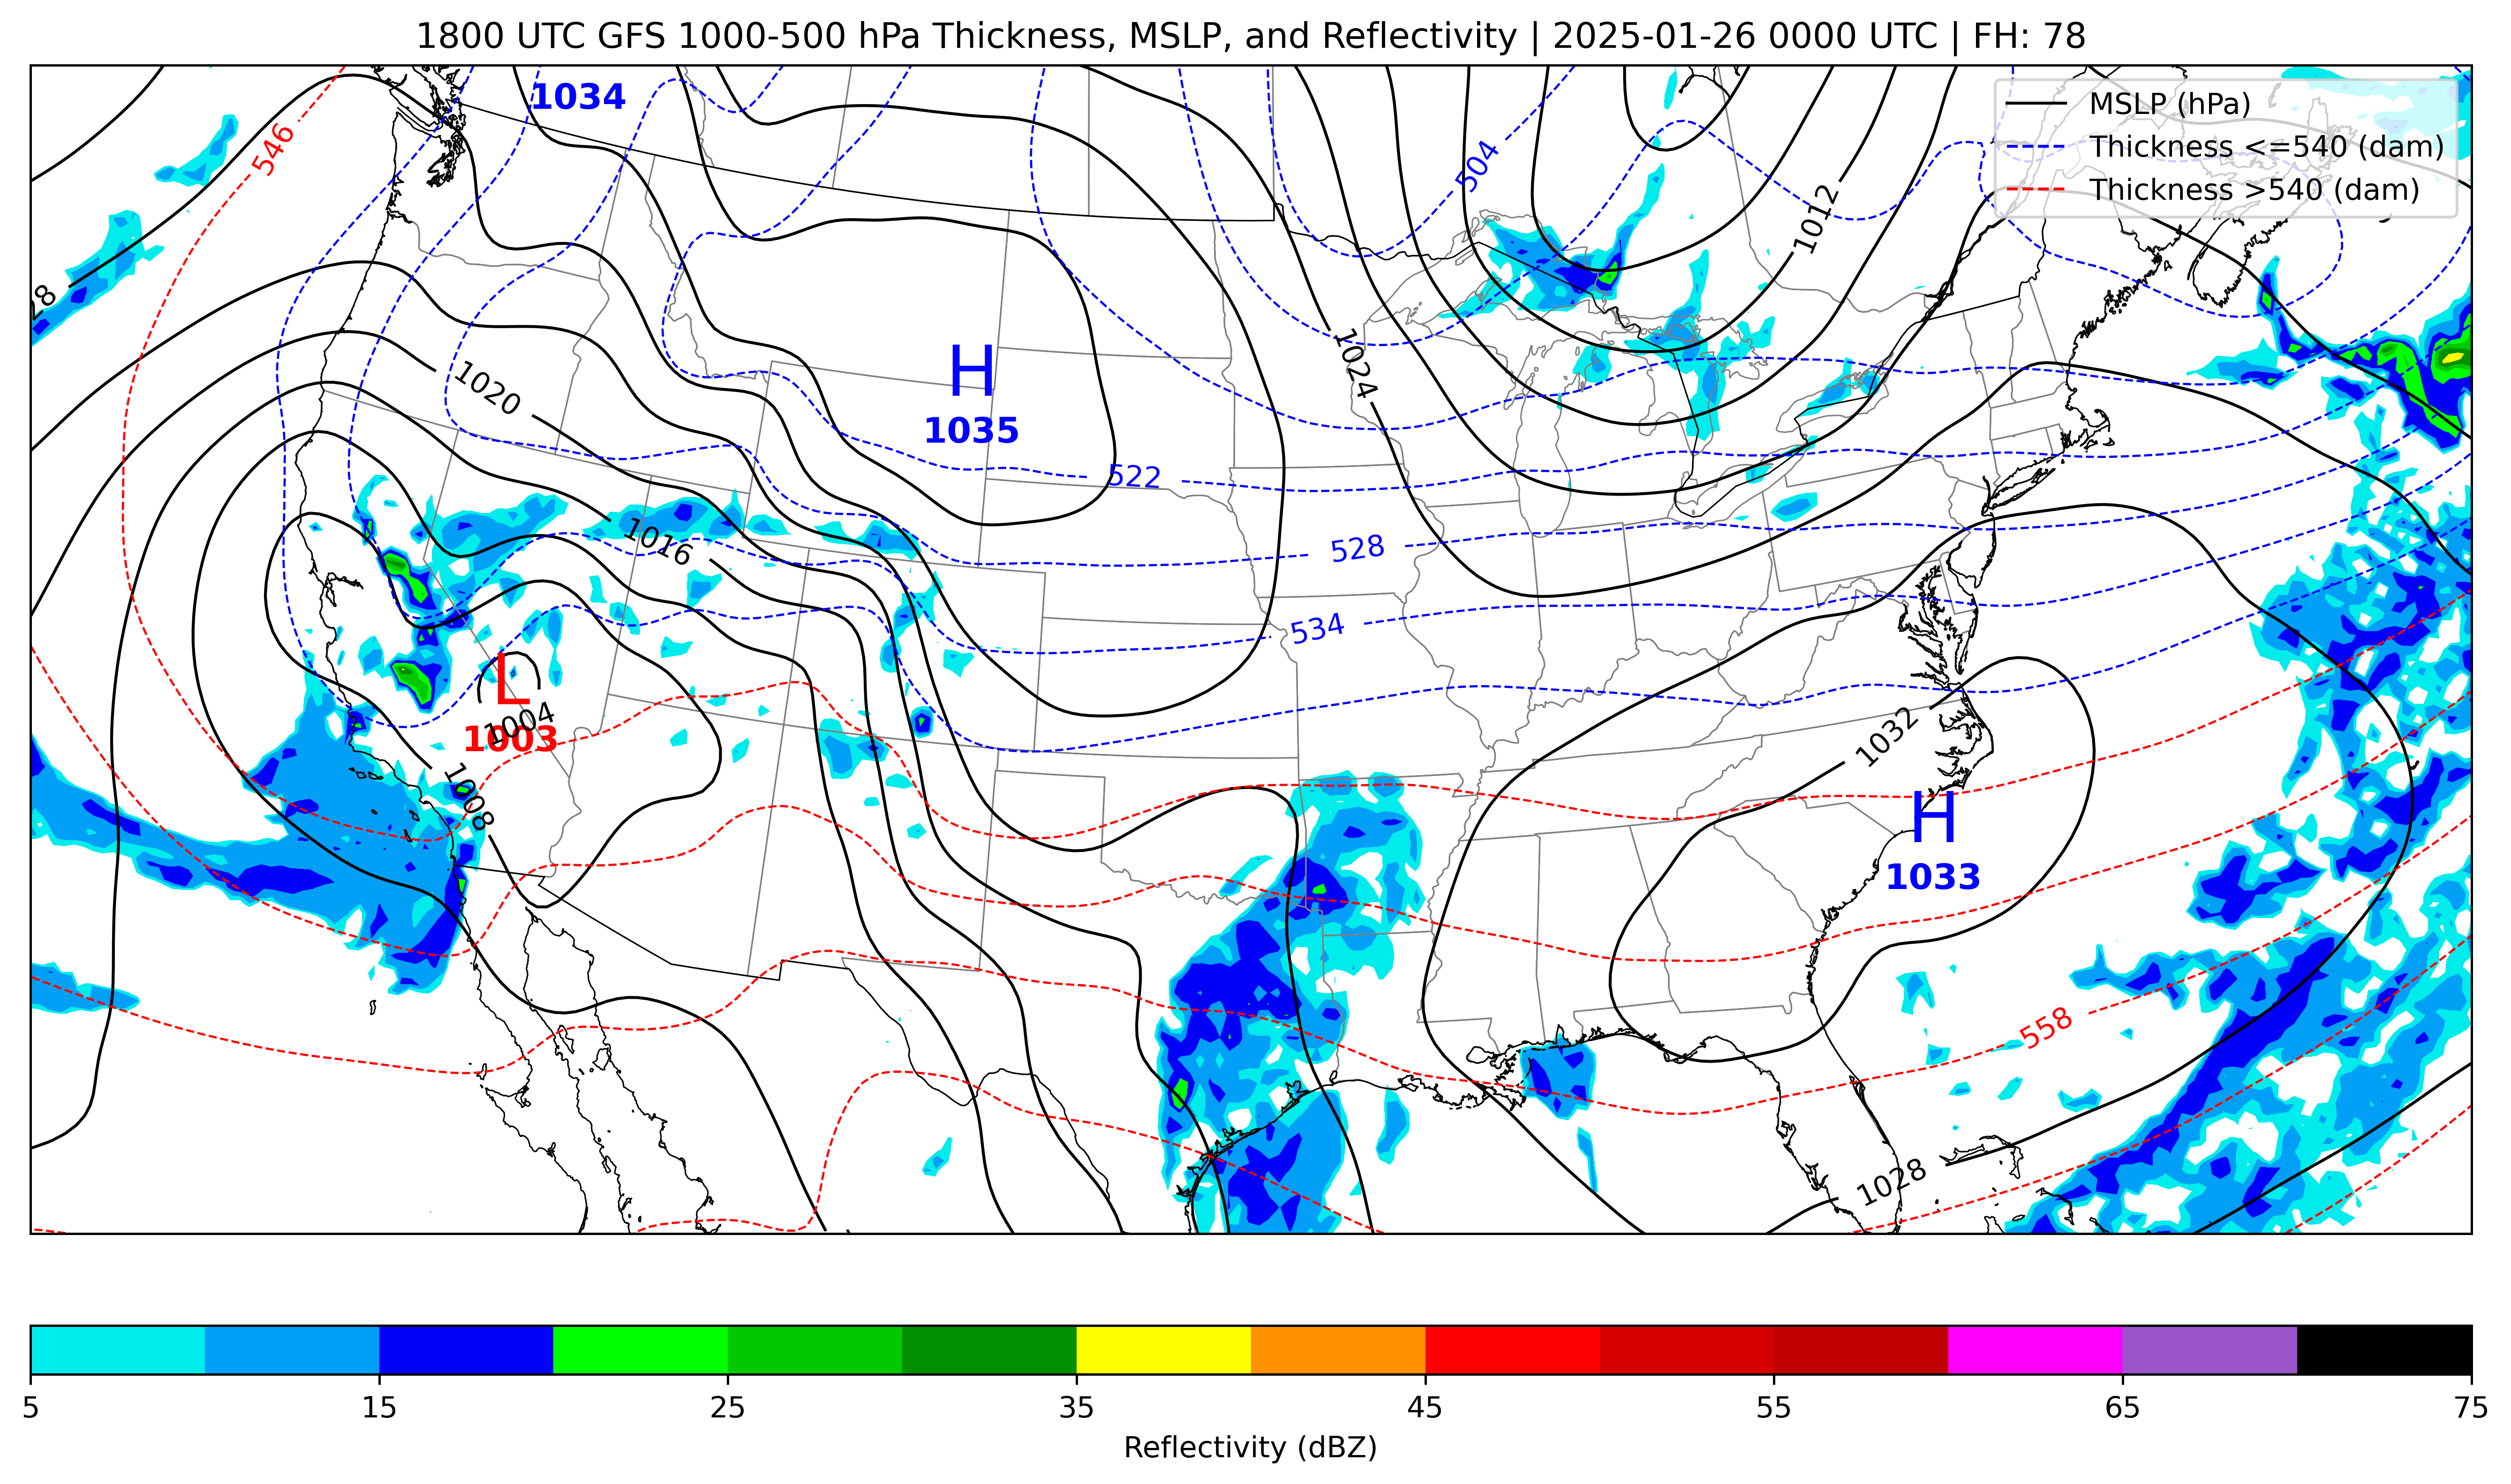 1800 UTC GFS 1000-500 hPa Thickness, MSLP, and Reflectivity | 2025-01-26 0000 UTC | FH: 78
MSLP (hPa)
Thickness <=540 (dam)
Thickness >540 (dam)
1034
546
504
1012
H
1035
1024
1020
522
1016
528
534
L
1003
1004
1008
1032
H
1033
558
1028
5 15 25 35 45 55 65 75
Reflectivity (dBZ)